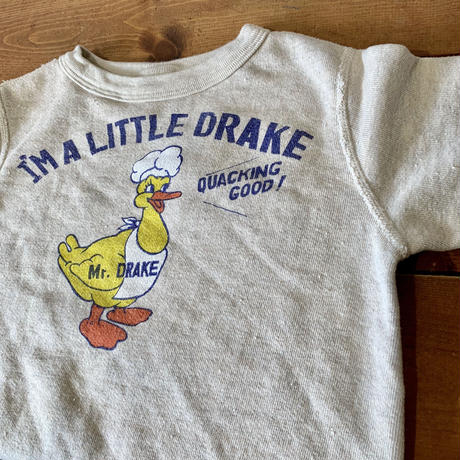 I'M A LITTLE DRAKE
QUACKING
GOOD!
Mr. DRAKE